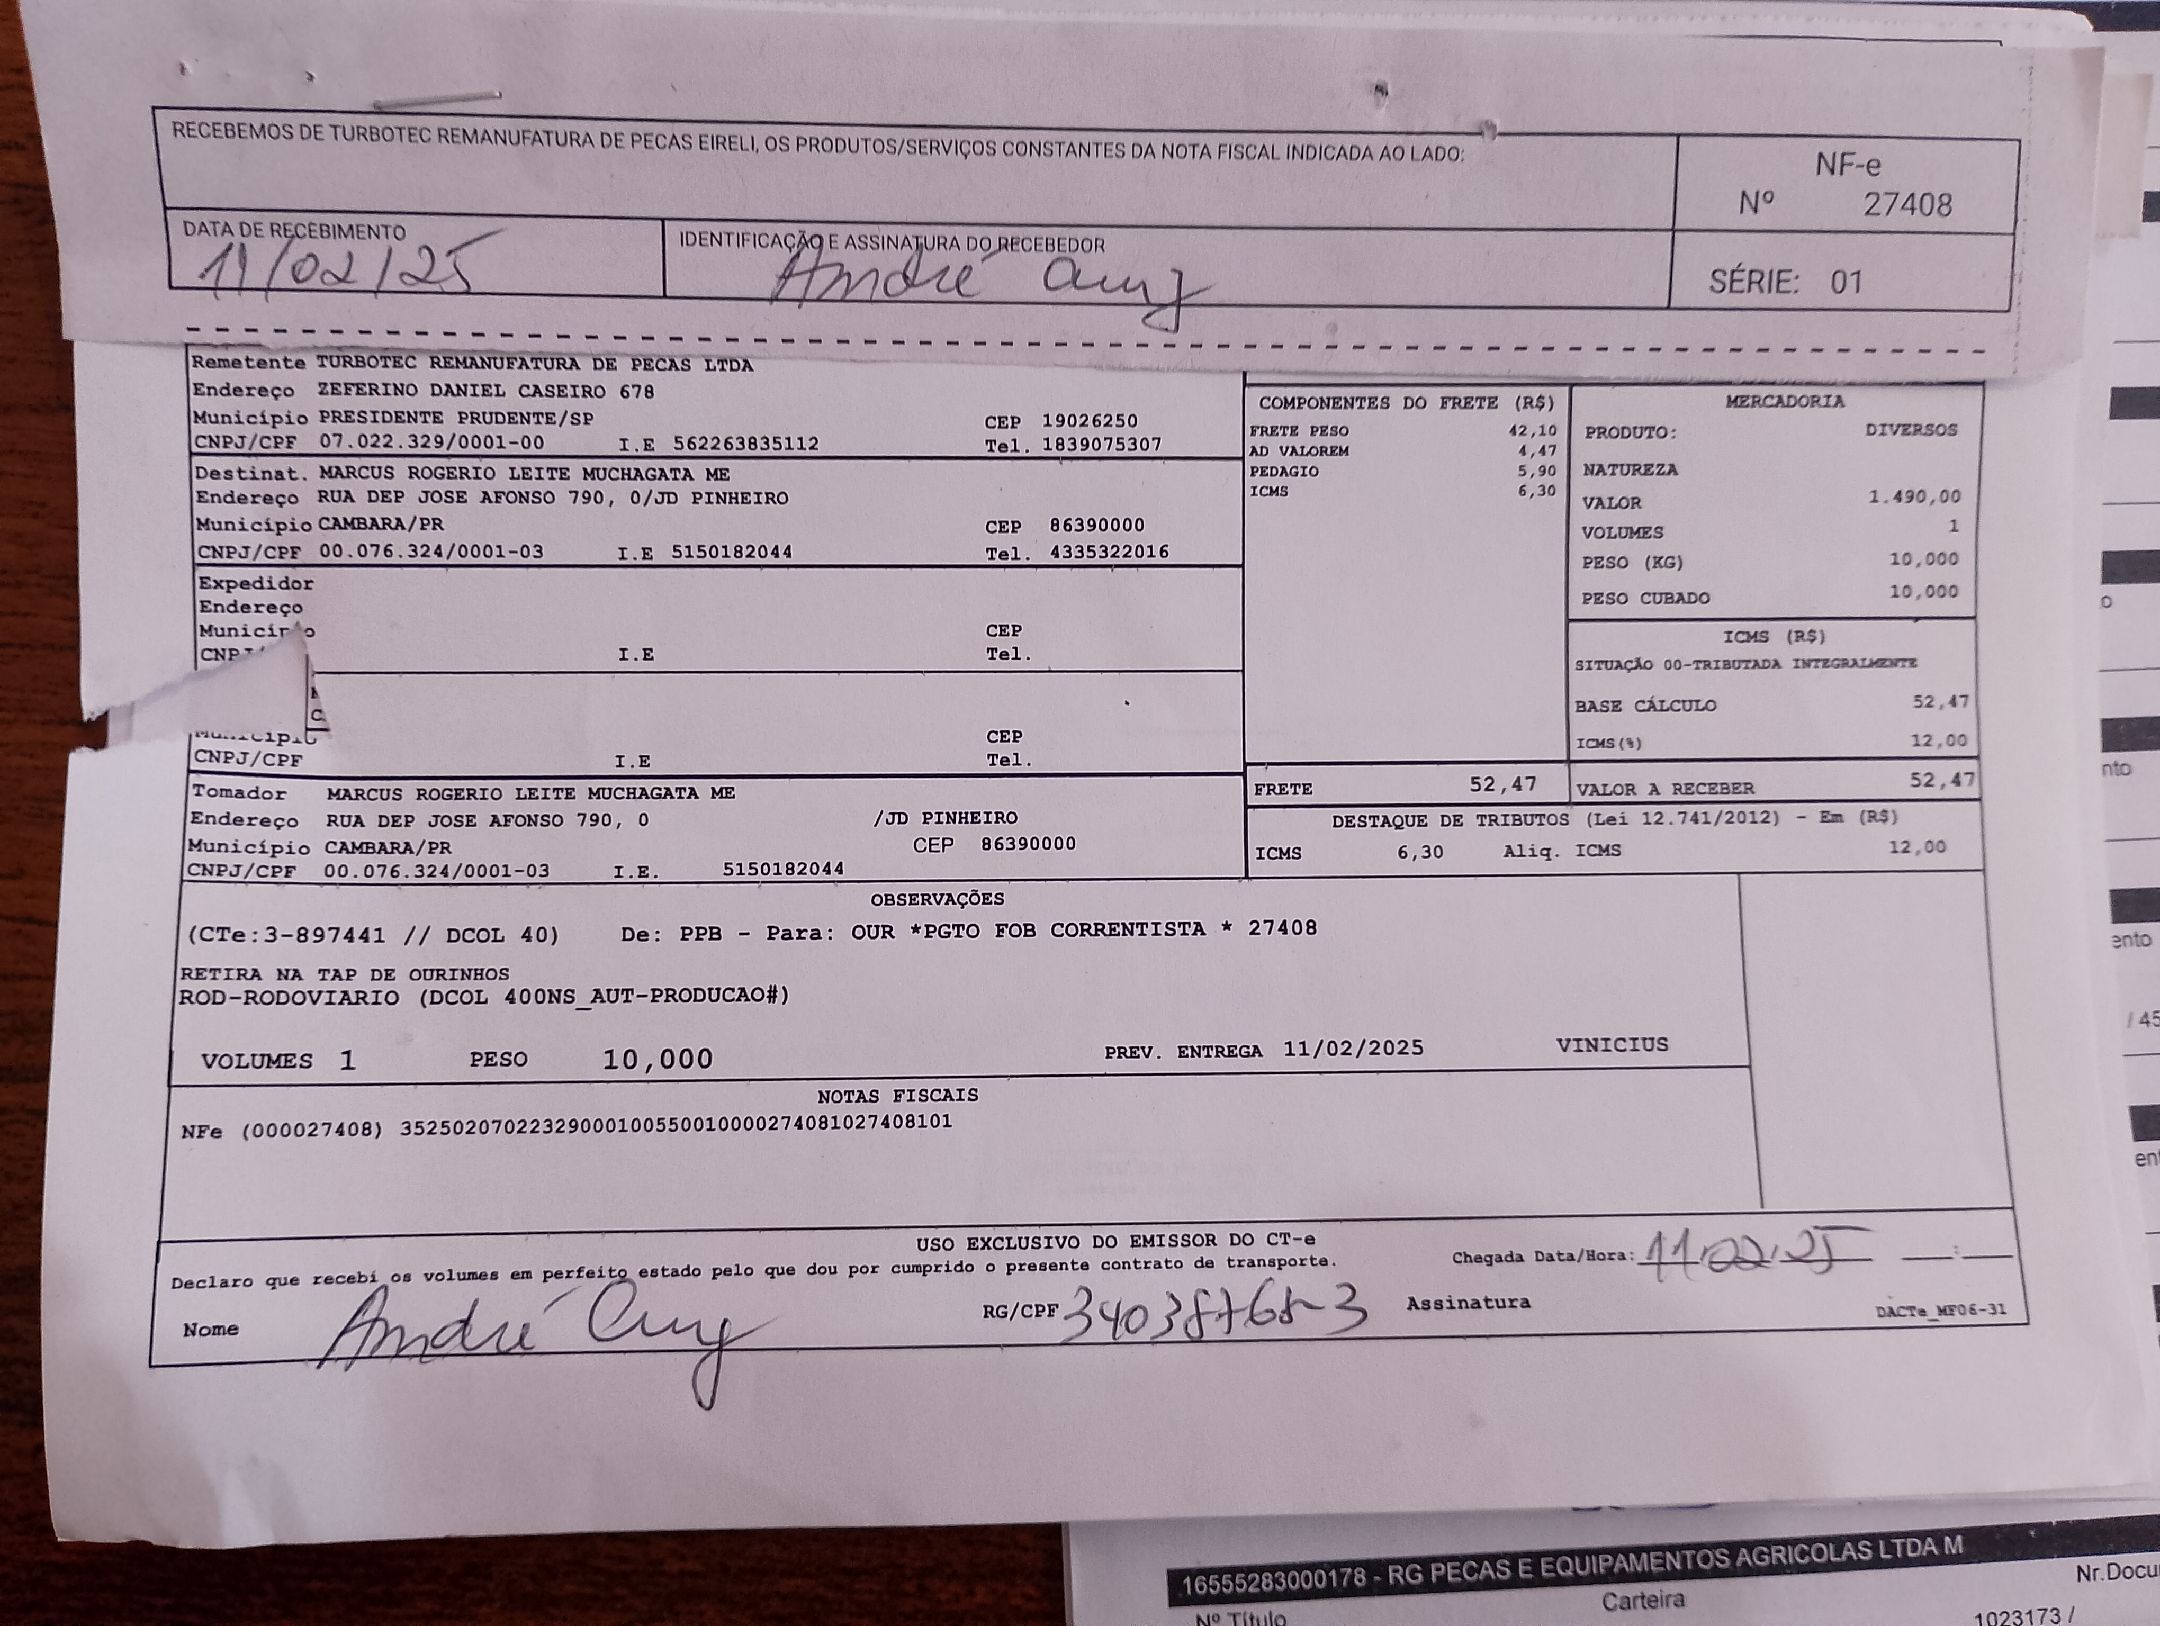 RECEBEMOS DE TURBOTEC REMANUFATURA DE PECAS EIRELI, OS PRODUTOS/SERVIÇOS CONSTANTES DA NOTA FISCAL INDICADA AO LADO:
NF-e
Nº 27408
SÉRIE: 01
DATA DE RECEBIMENTO
11/02/25
IDENTIFICAÇÃO E ASSINATURA DO RECEBEDOR
André
Remetente TURBOTEC REMANUFATURA DE PECAS LTDA
Endereço ZEFERINO DANIEL CASEIRO 678
Município PRESIDENTE PRUDENTE/SP CEP 19026250
CNPJ/CPF 07.022.329/0001-00 I.E 562263835112 Tel. 1839075307
Destinat. MARCUS ROGERIO LEITE MUCHAGATA ME
Endereço RUA DEP JOSE AFONSO 790, 0/JD PINHEIRO
Município CAMBARA/PR CEP 86390000
CNPJ/CPF 00.076.324/0001-03 I.E 5150182044 Tel. 4335322016
Expedidor
Endereço
Município CEP
I.E Tel.
CEP
CNPJ/CPF I.E Tel.
Tomador MARCUS ROGERIO LEITE MUCHAGATA ME
Endereço RUA DEP JOSE AFONSO 790, 0 /JD PINHEIRO
Município CAMBARA/PR CEP 86390000
CNPJ/CPF 00.076.324/0001-03 I.E. 5150182044
COMPONENTES DO FRETE (R$)
FRETE PESO 42,10
AD VALOREM 4,47
PEDAGIO 5,90
ICMS 6,30
FRETE 52,47
MERCADORIA
PRODUTO: DIVERSOS
NATUREZA
VALOR 1.490,00
VOLUMES 1
PESO (KG) 10,000
PESO CUBADO 10,000
ICMS (R$)
SITUAÇÃO 00-TRIBUTADA INTEGRALMENTE
BASE CÁLCULO 52,47
ICMS(%) 12,00
VALOR A RECEBER 52,47
DESTAQUE DE TRIBUTOS (Lei 12.741/2012) - Em (R$)
ICMS 6,30 Aliq. ICMS 12,00
OBSERVAÇÕES
(CTe:3-897441 // DCOL 40) De: PPB - Para: OUR *PGTO FOB CORRENTISTA * 27408
RETIRA NA TAP DE OURINHOS
ROD-RODOVIARIO (DCOL 400NS_AUT-PRODUCAO#)
VOLUMES 1 PESO 10,000 PREV. ENTREGA 11/02/2025 VINICIUS
NOTAS FISCAIS
NFe (000027408) 35250207022329000100550010000274081027408101
USO EXCLUSIVO DO EMISSOR DO CT-e
Declaro que recebi os volumes em perfeito estado pelo que dou por cumprido o presente contrato de transporte.
Chegada Data/Hora: 11.02.25 __:__
Nome André RG/CPF Assinatura
DACTe_MF06-31
16555283000178 - RG PECAS E EQUIPAMENTOS AGRICOLAS LTDA M
Nº Título Carteira Nr.Docu
1023173 /